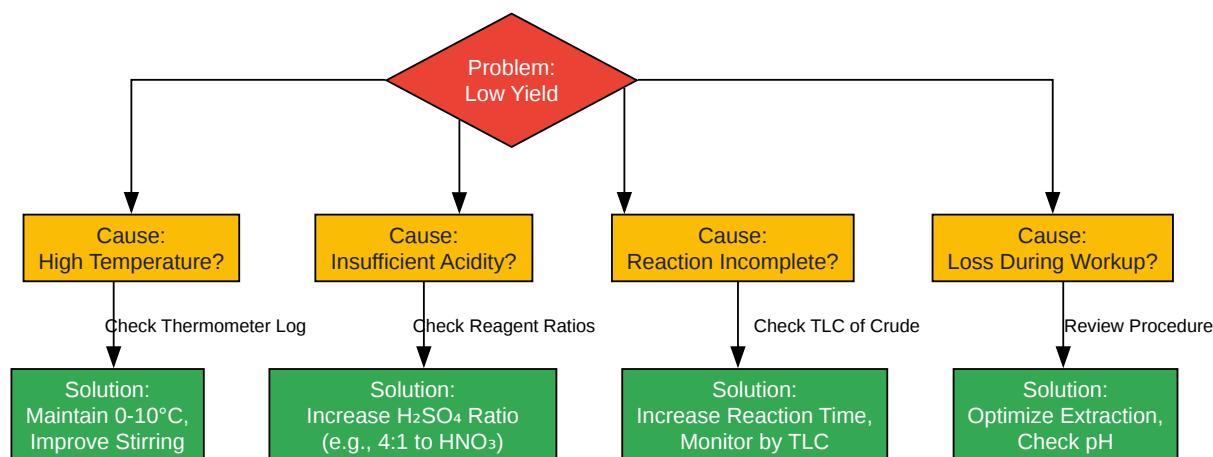 Problem:
Low Yield
Cause:
High Temperature?
Cause:
Insufficient Acidity?
Cause:
Reaction Incomplete?
Cause:
Loss During Workup?
Check Thermometer Log
Check Reagent Ratios
Check TLC of Crude
Review Procedure
Solution:
Maintain 0-10°C,
Improve Stirring
Solution:
Increase H₂SO₄ Ratio
(e.g., 4:1 to HNO₃)
Solution:
Increase Reaction Time,
Monitor by TLC
Solution:
Optimize Extraction,
Check pH